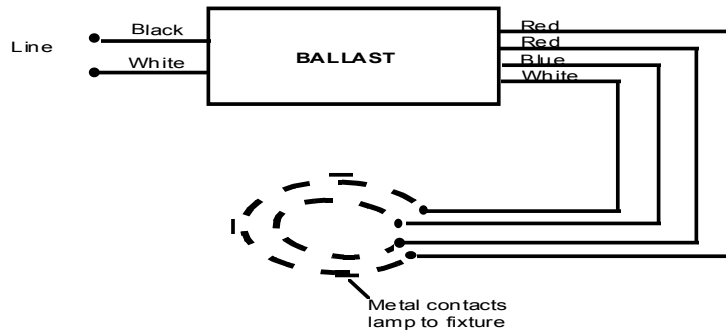 Line
Black
White
BALLAST
Red
Red
Blue
White
Metal contacts
lamp to fixture